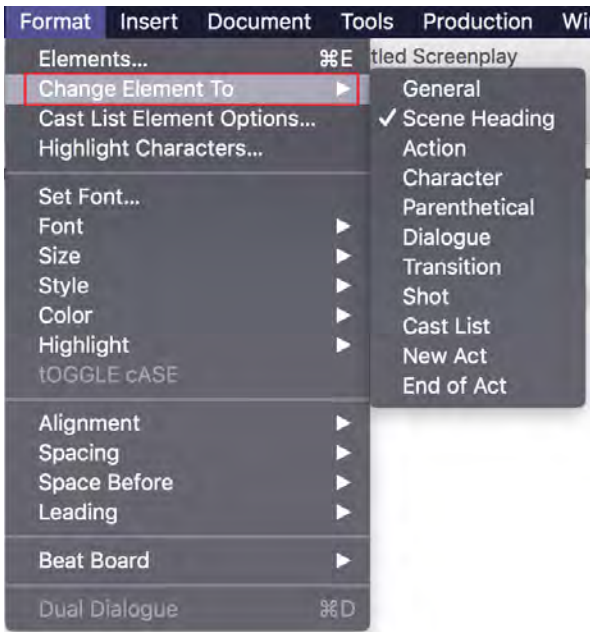 Format Insert Document Tools Production Wi
Elements... ⌘E
tled Screenplay
Change Element To ▶
Cast List Element Options...
Highlight Characters...
Set Font...
Font ▶
Size ▶
Style ▶
Color ▶
Highlight ▶
tOGGLE cASE
Alignment ▶
Spacing ▶
Space Before ▶
Leading ▶
Beat Board ▶
Dual Dialogue ⌘D
General
✓ Scene Heading
Action
Character
Parenthetical
Dialogue
Transition
Shot
Cast List
New Act
End of Act